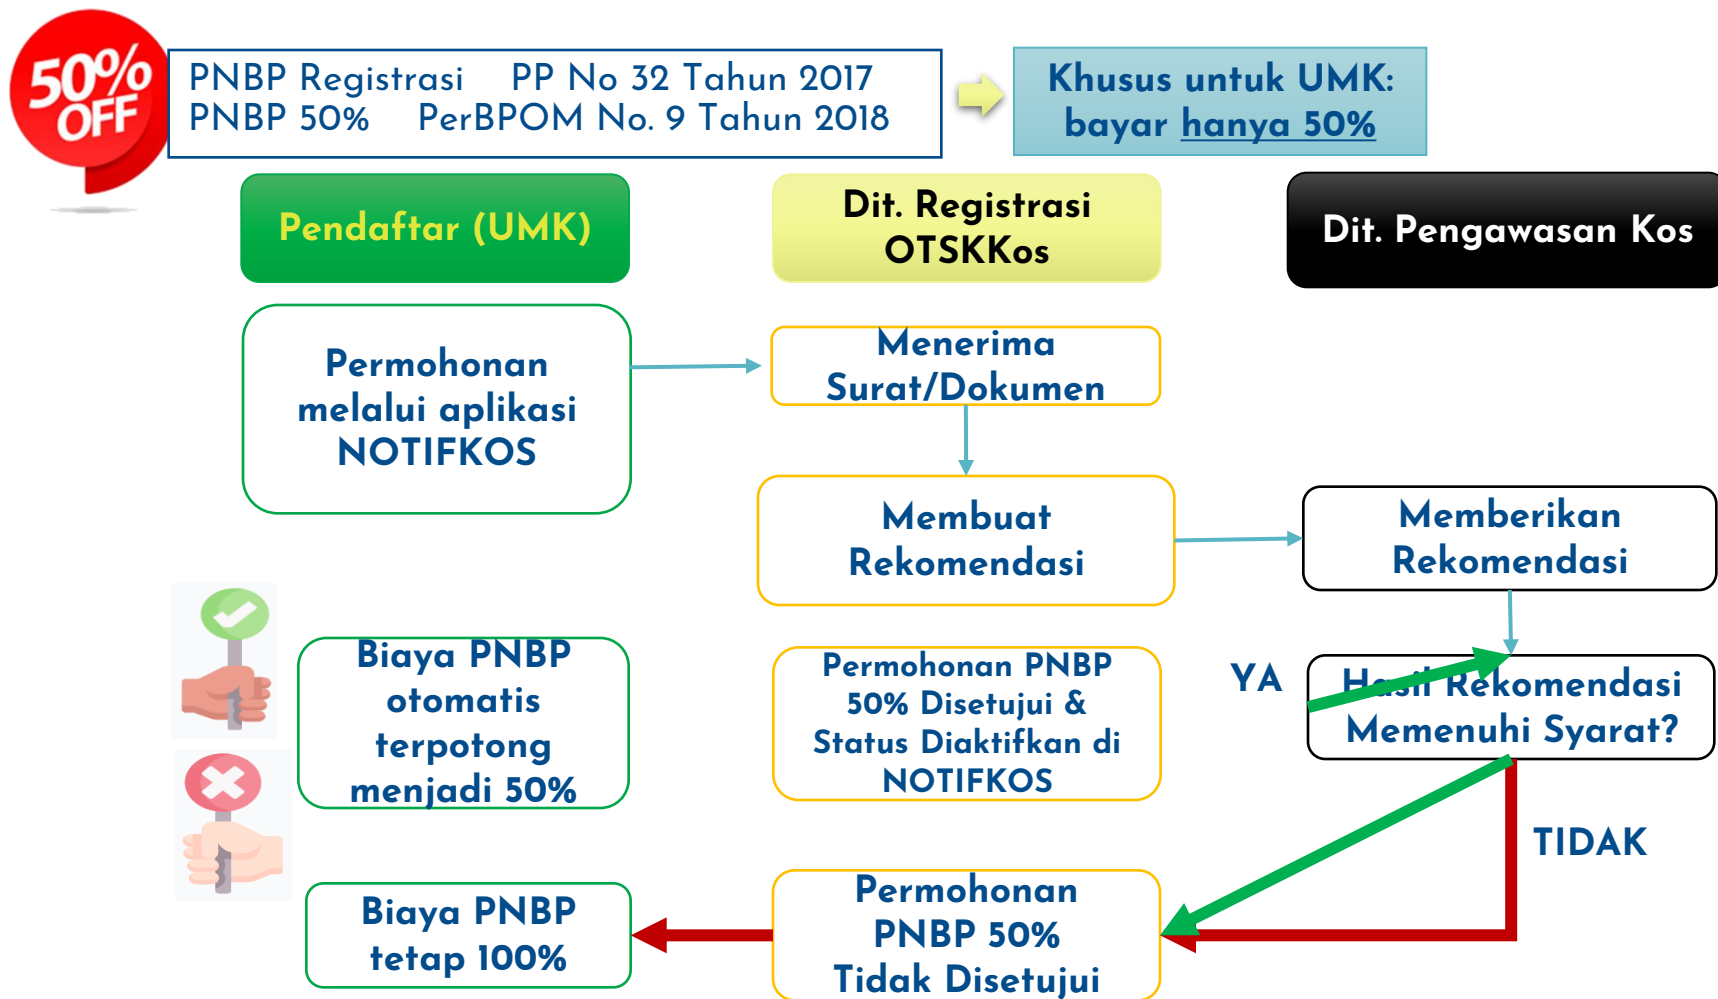 50%
OFF
PNBP Registrasi PP No 32 Tahun 2017
PNBP 50% PerBPOM No. 9 Tahun 2018
Khusus untuk UMK:
bayar hanya 50%
Pendaftar (UMK)
Dit. Registrasi
OTSKKos
Dit. Pengawasan Kos
Permohonan
melalui aplikasi
NOTIFKOS
Menerima
Surat/Dokumen
Membuat
Rekomendasi
Memberikan
Rekomendasi
Biaya PNBP
otomatis
terpotong
menjadi 50%
Permohonan PNBP
50% Disetujui &
Status Diaktifkan di
NOTIFKOS
YA
Hasil Rekomendasi
Memenuhi Syarat?
TIDAK
Biaya PNBP
tetap 100%
Permohonan
PNBP 50%
Tidak Disetujui